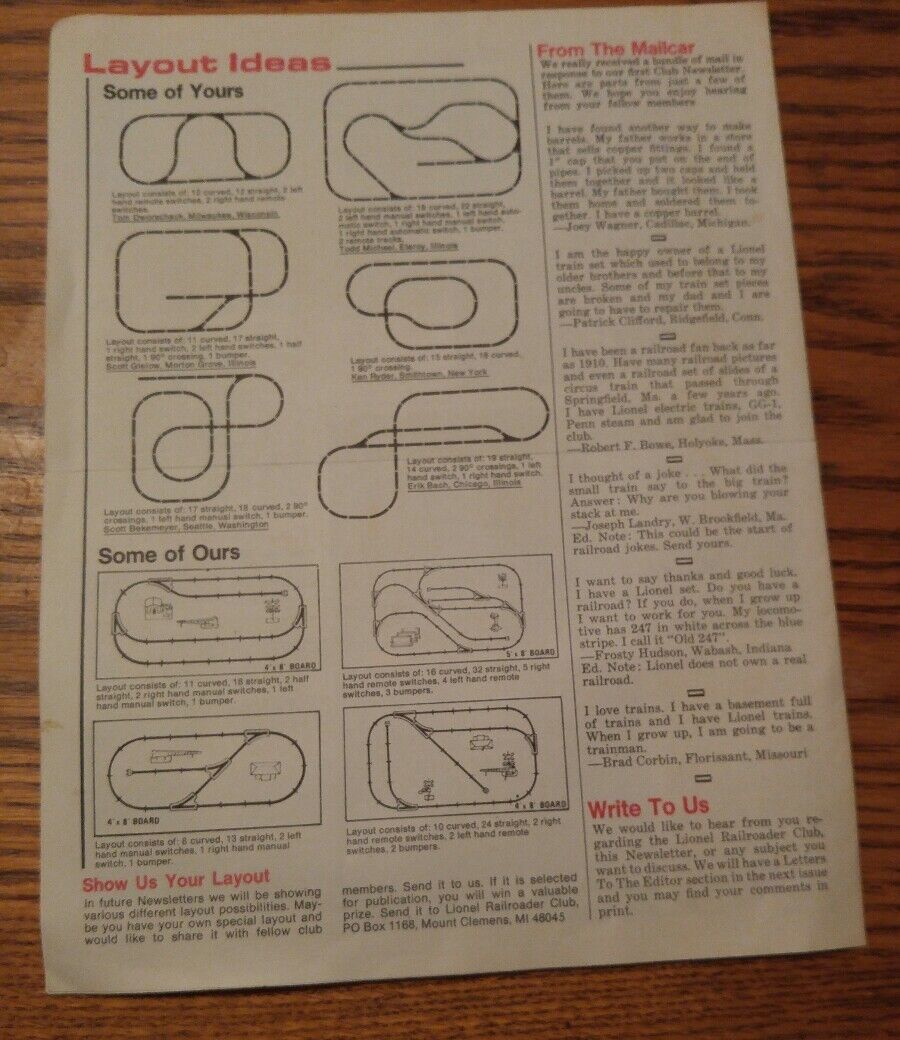 Layout Ideas
Some of Yours
Layout consists of: 12 curved, 12 straight, 2 left
hand remote switches, 2 right hand remote
switches.
Milwaukee, Wisconsin
Layout consists of: 18 curved, 22 straight,
2 left hand manual switches, 1 left hand auto-
matic switch, 1 right hand manual switch,
1 right hand automatic switch, 1 bumper,
2 remote tracks.
Todd Michael, Eleroy, Illinois
Layout consists of: 11 curved, 17 straight,
1 right hand switch, 2 left hand switches, 1 half
straight, 1 90° crossing, 1 bumper.
Scott Gislow, Morton Grove, Illinois
Layout consists of: 15 straight, 18 curved,
1 90° crossing.
Ken Ryder, Smithtown, New York
Layout consists of: 17 straight, 18 curved, 2 90°
crossings, 1 left hand manual switch, 1 bumper.
Scott Bekemeyer, Seattle, Washington
Layout consists of: 19 straight,
14 curved, 2 90° crossings, 1 left
hand switch, 1 right hand switch.
Erik Bach, Chicago, Illinois
Some of Ours
4' x 8' BOARD
Layout consists of: 11 curved, 18 straight, 2 half
straight, 2 right hand manual switches, 1 left
hand manual switch, 1 bumper.
5' x 8' BOARD
Layout consists of: 16 curved, 32 straight, 5 right
hand remote switches, 4 left hand remote
switches, 3 bumpers.
4' x 8' BOARD
Layout consists of: 8 curved, 13 straight, 2 left
hand manual switches, 1 right hand manual
switch, 1 bumper.
4' x 8' BOARD
Layout consists of: 10 curved, 24 straight, 2 right
hand remote switches, 2 left hand remote
switches, 2 bumpers.
Show Us Your Layout
In future Newsletters we will be showing
various different layout possibilities. May-
be you have your own special layout and
would like to share it with fellow club
members. Send it to us. If it is selected
for publication, you will win a valuable
prize. Send it to Lionel Railroader Club,
PO Box 1168, Mount Clemens, MI 48045
From The Mailcar
We really received a bundle of mail in
response to our first Club Newsletter.
Here are parts from just a few of
them. We hope you enjoy hearing
from your fellow members
I have found another way to make
barrels. My father works in a store
that sells copper fittings. I found a
1" cap that you put on the end of
pipes. I picked up two caps and held
them together and it looked like a
barrel. My father bought them. I took
them home and soldered them to-
gether. I have a copper barrel.
—Joey Wagner, Cadillac, Michigan.
I am the happy owner of a Lionel
train set which used to belong to my
older brothers and before that to my
uncles. Some of my train set pieces
are broken and my dad and I are
going to have to repair them.
—Patrick Clifford, Ridgefield, Conn.
I have been a railroad fan back as far
as 1910. Have many railroad pictures
and even a railroad set of slides of a
circus train that passed through
Springfield, Ma. a few years ago.
I have Lionel electric trains, GG-1,
Penn steam and am glad to join the
club.
—Robert F. Bowe, Holyoke, Mass.
I thought of a joke . . . What did the
small train say to the big train?
Answer: Why are you blowing your
stack at me.
—Joseph Landry, W. Brookfield, Ma.
Ed. Note: This could be the start of
railroad jokes. Send yours.
I want to say thanks and good luck.
I have a Lionel set. Do you have a
railroad? If you do, when I grow up
I want to work for you. My locomo-
tive has 247 in white across the blue
stripe. I call it "Old 247".
—Frosty Hudson, Wabash, Indiana
Ed. Note: Lionel does not own a real
railroad.
I love trains. I have a basement full
of trains and I have Lionel trains.
When I grow up, I am going to be a
trainman.
—Brad Corbin, Florissant, Missouri
Write To Us
We would like to hear from you re-
garding the Lionel Railroader Club,
this Newsletter, or any subject you
want to discuss. We will have a Letters
To The Editor section in the next issue
and you may find your comments in
print.